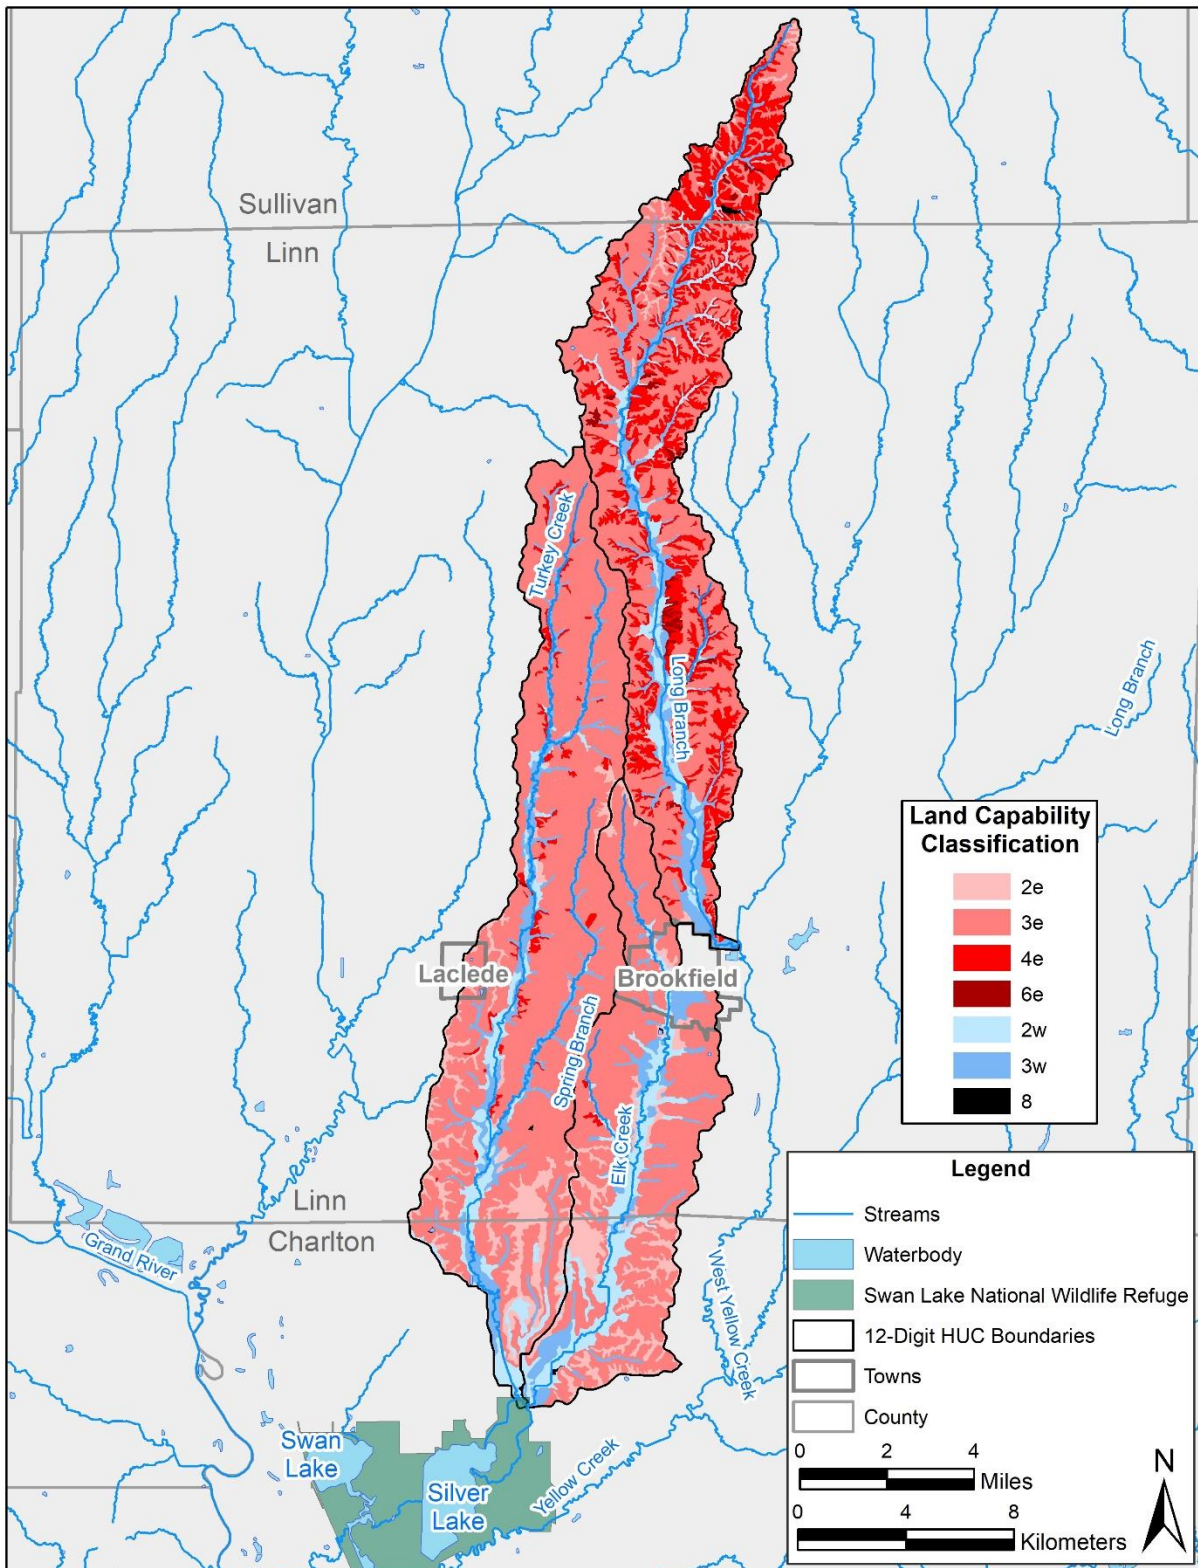 Sullivan
Linn
Turkey Creek
Long Branch
Long Branch
Land Capability
Classification
2e
3e
4e
6e
2w
3w
8
Laclede
Brookfield
Spring Branch
Elk Creek
Linn
Charlton
Grand River
West Yellow Creek
Swan
Lake
Silver
Lake
Yellow Creek
Legend
Streams
Waterbody
Swan Lake National Wildlife Refuge
12-Digit HUC Boundaries
Towns
County
0 2 4
Miles
0 4 8
Kilometers
N